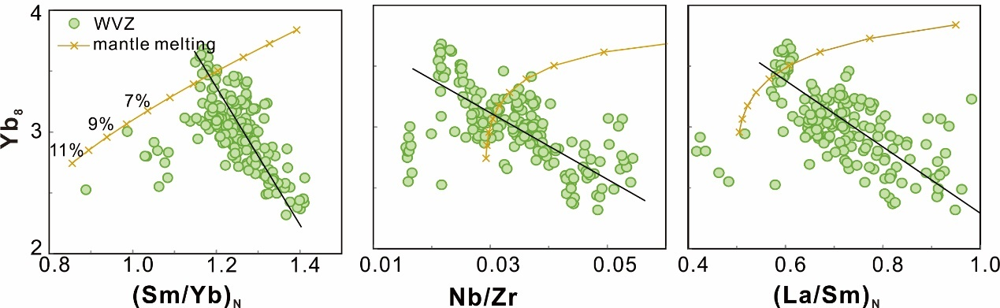 4
WVZ
mantle melting
7%
9%
11%
3
2
Yb8
0.8 1.0 1.2 1.4
(Sm/Yb)N
0.01 0.03 0.05
Nb/Zr
0.4 0.6 0.8 1.0
(La/Sm)N